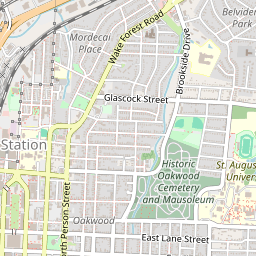 Mordecai
Place
Belvider
Park
Wake Forest Road
Brookside Drive
Glascock Street
Station
Historic
Oakwood
Cemetery and
Mausoleum
St. Augus
Univers
orth Person Street
Oakwood
East Lane Street